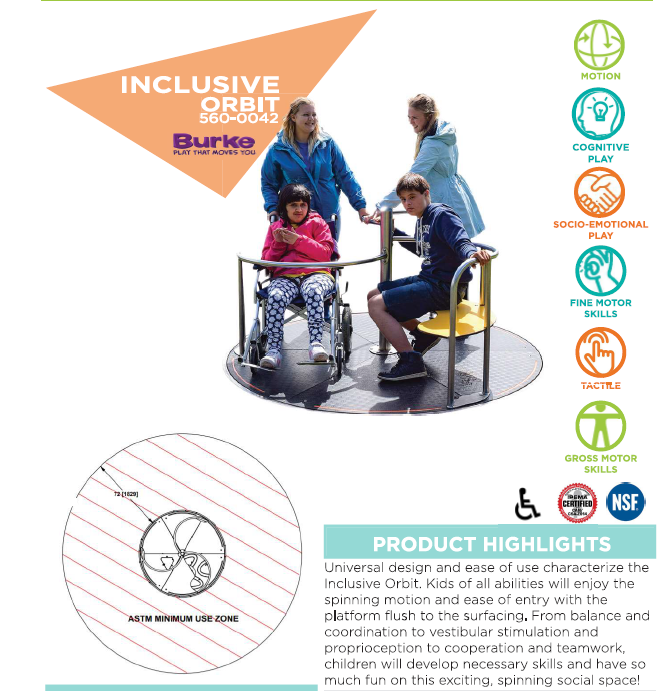 INCLUSIVE
ORBIT
560-0042
Burke
PLAY THAT MOVES YOU
MOTION
COGNITIVE
PLAY
SOCIO-EMOTIONAL
PLAY
FINE MOTOR
SKILLS
TACTILE
GROSS MOTOR
SKILLS
IPEMA
CERTIFIED
NSF
72 [1829]
ASTM MINIMUM USE ZONE
PRODUCT HIGHLIGHTS
Universal design and ease of use characterize the
Inclusive Orbit. Kids of all abilities will enjoy the
spinning motion and ease of entry with the
platform flush to the surfacing. From balance and
coordination to vestibular stimulation and
proprioception to cooperation and teamwork,
children will develop necessary skills and have so
much fun on this exciting, spinning social space!